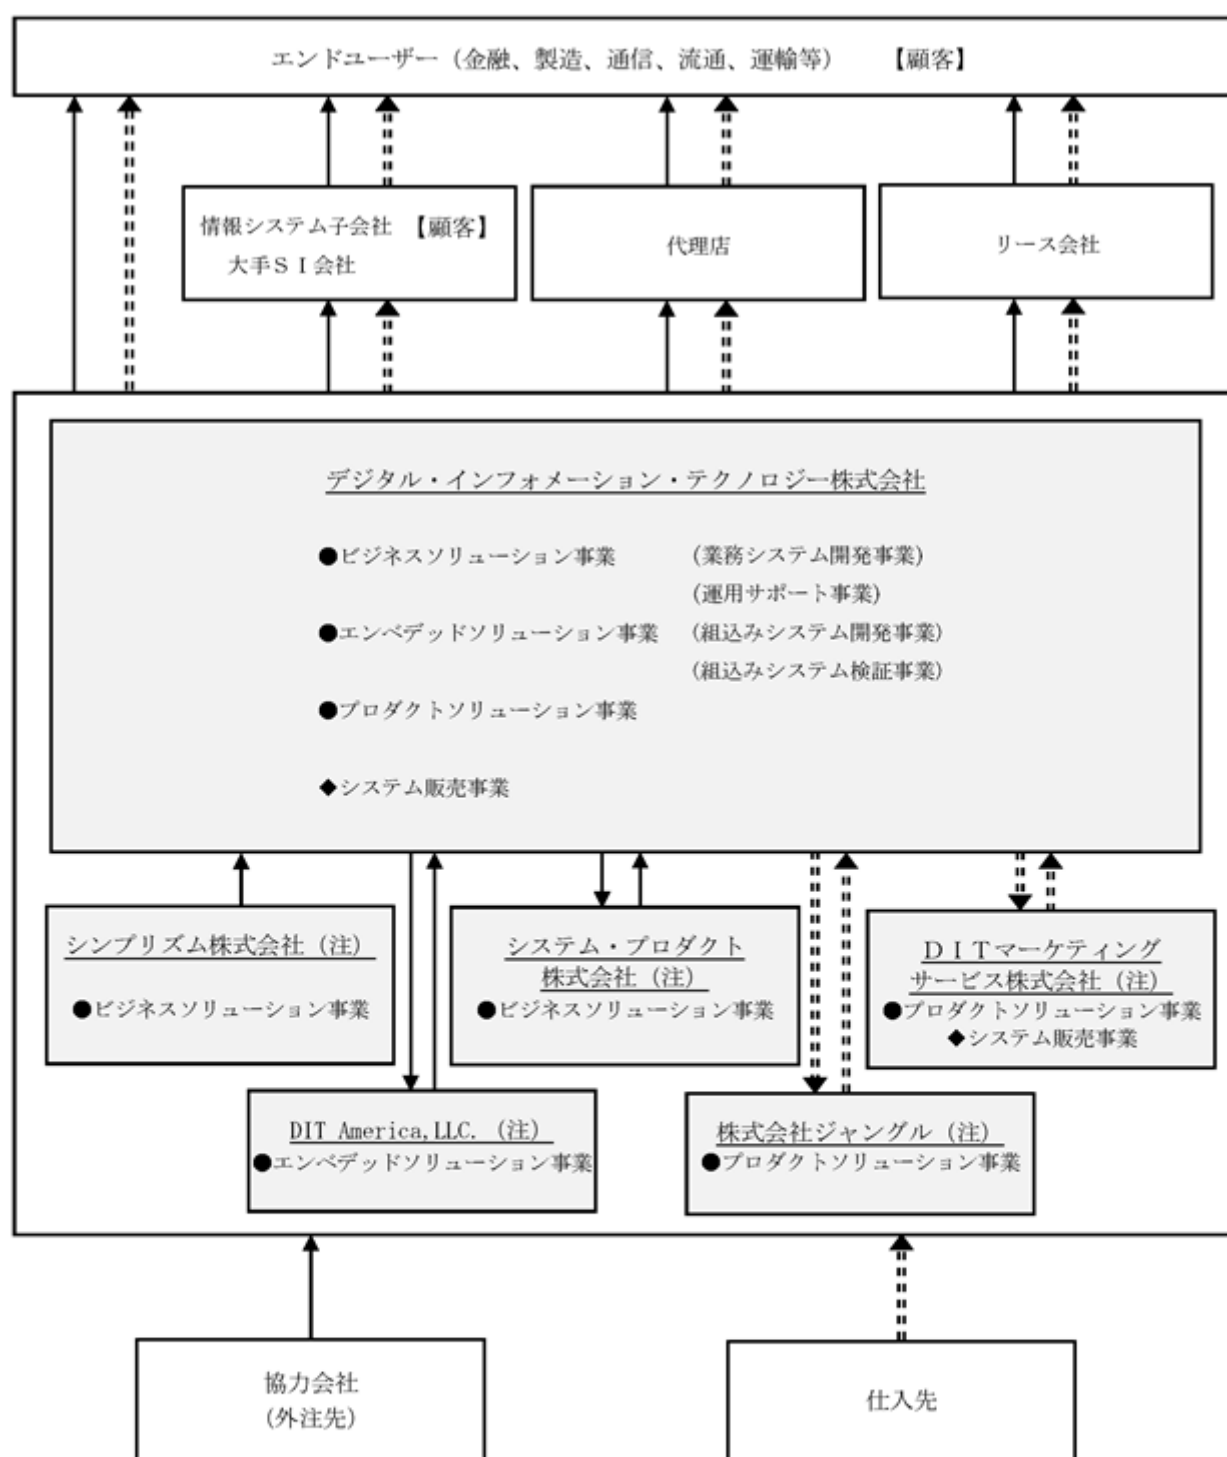 エンドユーザー（金融、製造、通信、流通、運輸等） 【顧客】
情報システム子会社 【顧客】
大手ＳＩ会社
代理店
リース会社
デジタル・インフォメーション・テクノロジー株式会社
●ビジネスソリューション事業 (業務システム開発事業)
(運用サポート事業)
●エンベデッドソリューション事業 (組込みシステム開発事業)
(組込みシステム検証事業)
●プロダクトソリューション事業
◆システム販売事業
シンプリズム株式会社（注）
●ビジネスソリューション事業
システム・プロダクト
株式会社（注）
●ビジネスソリューション事業
ＤＩＴマーケティング
サービス株式会社（注）
●プロダクトソリューション事業
◆システム販売事業
DIT America,LLC.（注）
●エンベデッドソリューション事業
株式会社ジャングル（注）
●プロダクトソリューション事業
協力会社
(外注先)
仕入先